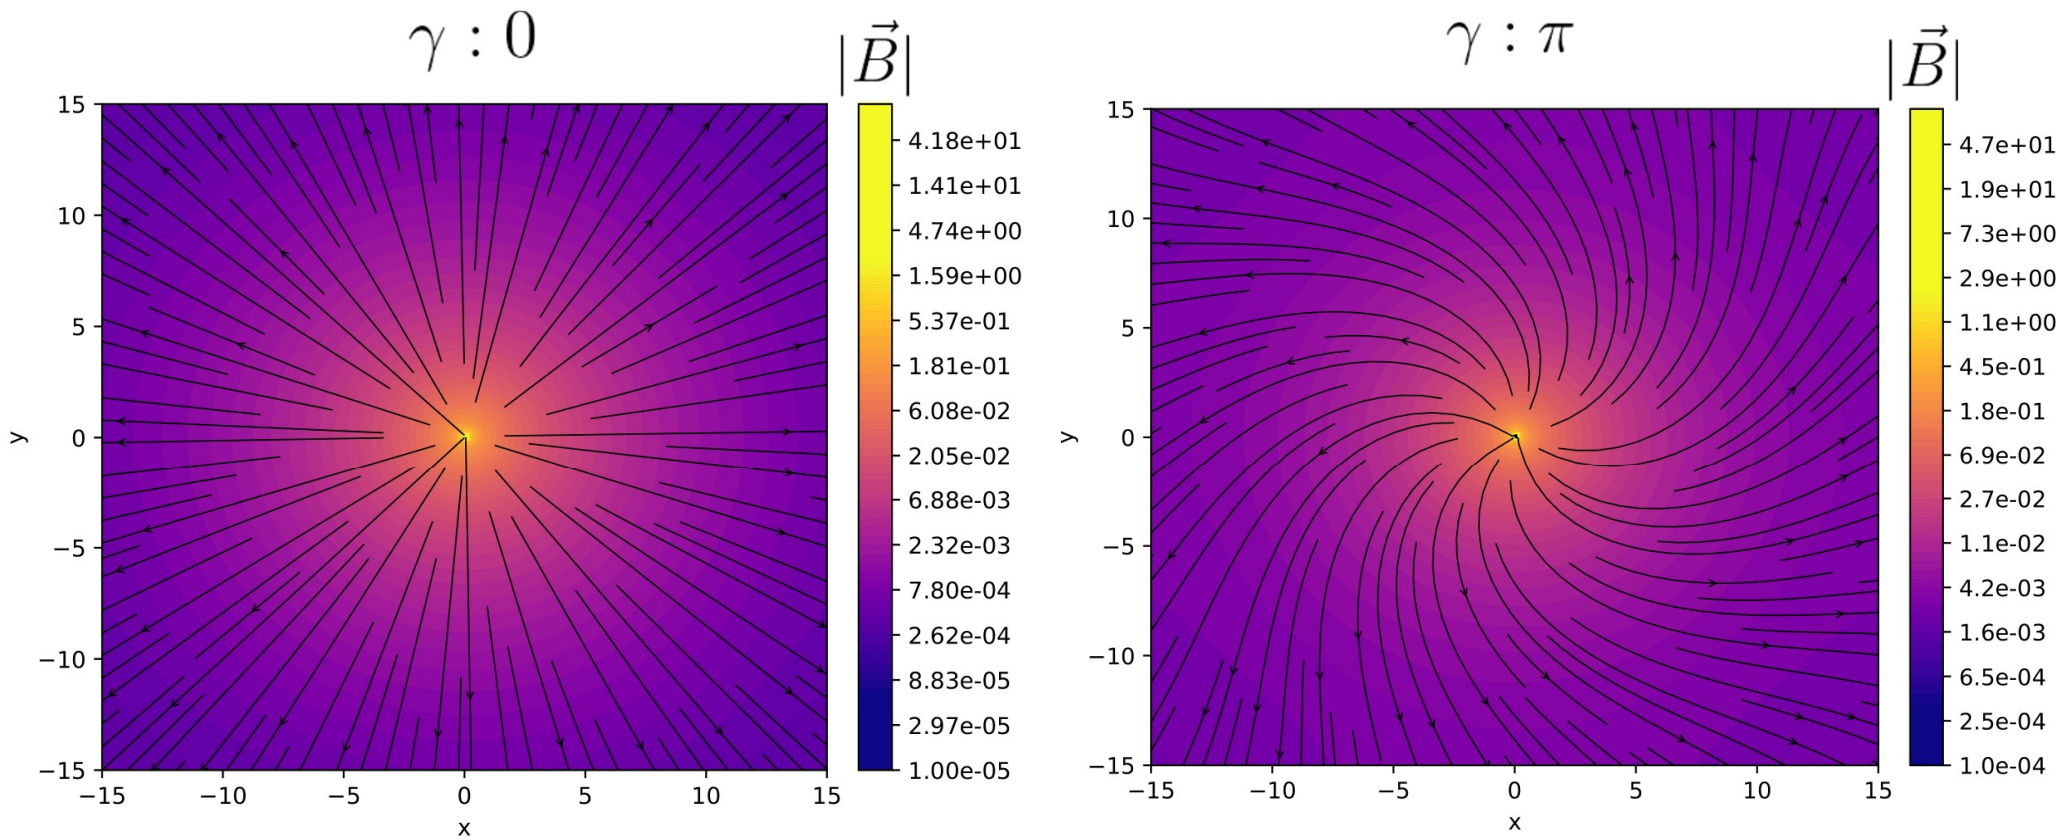 γ : 0
|B⃗|
15
10
5
0
−5
−10
−15
−15 −10 −5 0 5 10 15
x
y
4.18e+01
1.41e+01
4.74e+00
1.59e+00
5.37e-01
1.81e-01
6.08e-02
2.05e-02
6.88e-03
2.32e-03
7.80e-04
2.62e-04
8.83e-05
2.97e-05
1.00e-05
γ : π
|B⃗|
15
10
5
0
−5
−10
−15
−15 −10 −5 0 5 10 15
x
y
4.7e+01
1.9e+01
7.3e+00
2.9e+00
1.1e+00
4.5e-01
1.8e-01
6.9e-02
2.7e-02
1.1e-02
4.2e-03
1.6e-03
6.5e-04
2.5e-04
1.0e-04